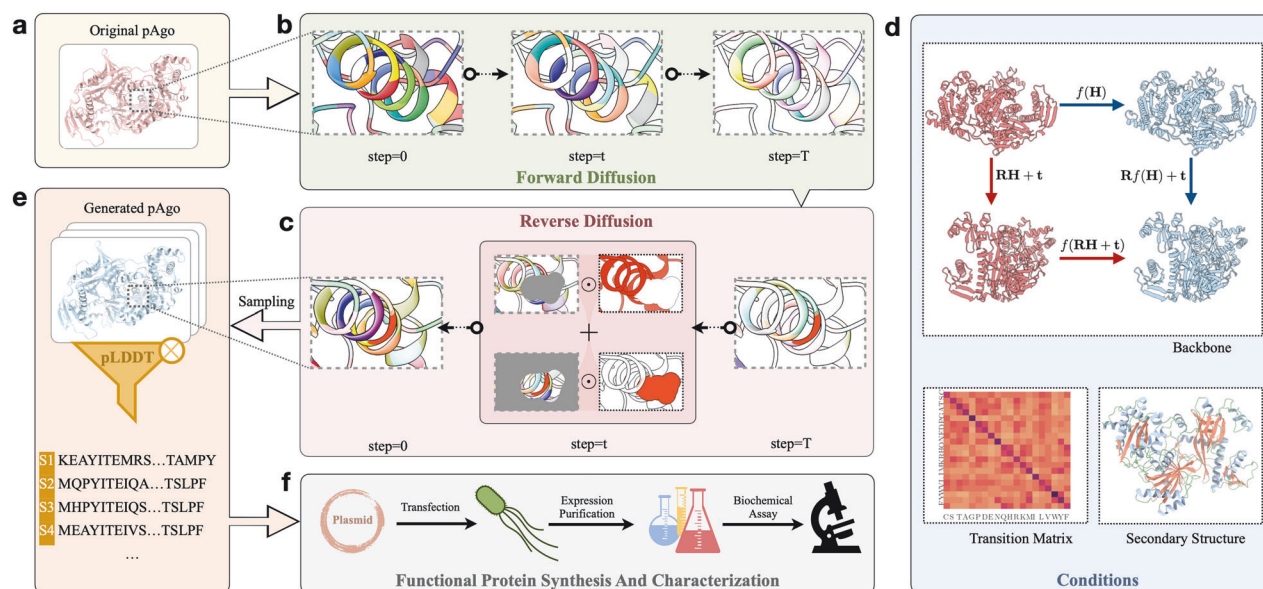 a
Original pAgo
b
step=0
step=t
step=T
Forward Diffusion
c
Reverse Diffusion
Sampling
step=0
step=t
step=T
d
f(H)
RH + t
Rf(H) + t
f(RH + t)
Backbone
C S T A G P D E N Q H R K M I L V W Y F
Transition Matrix
Secondary Structure
Conditions
e
Generated pAgo
pLDDT
S1 KEAYITEMRS…TAMPY
S2 MQPYITEIQA…TSLPF
S3 MHPYITEIQS…TSLPF
S4 MEAYITEIVS…TSLPF
…
f
Plasmid
Transfection
Expression
Purification
Biochemical
Assay
Functional Protein Synthesis And Characterization